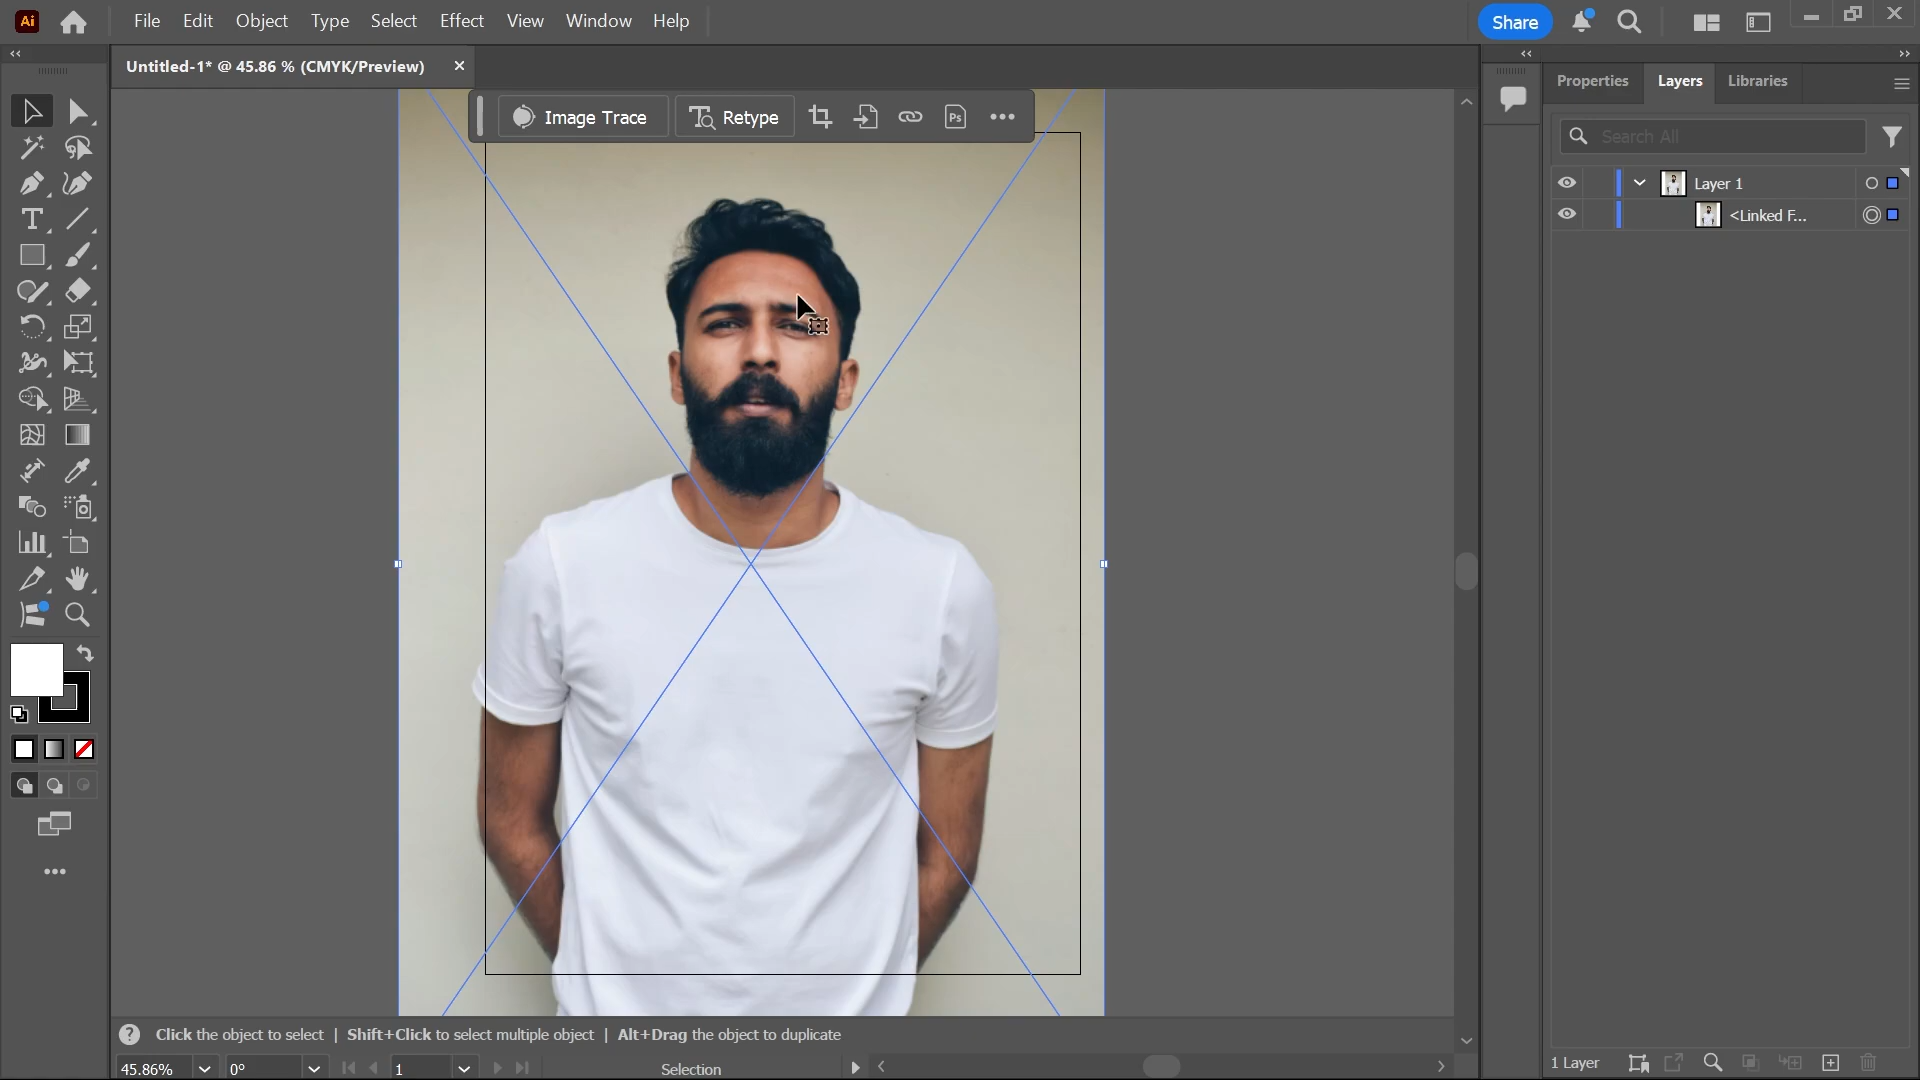 Ai File Edit Object Type Select Effect View Window Help Share
Untitled-1* @ 45.86 % (CMYK/Preview)
Image Trace Retype Ps
Properties Layers Libraries
Search All
Layer 1
<Linked F...
Click the object to select | Shift+Click to select multiple object | Alt+Drag the object to duplicate
45.86% 0° 1 Selection
1 Layer